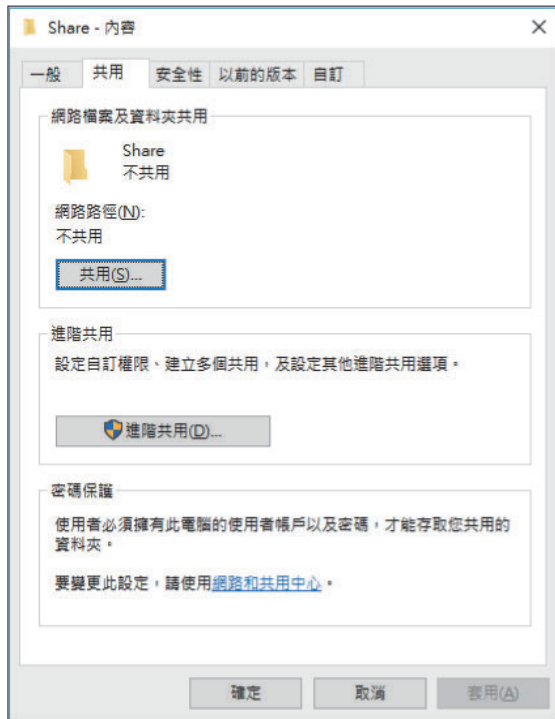 Share - 內容
一般 共用 安全性 以前的版本 自訂
網路檔案及資料夾共用
Share
不共用
網路路徑(N):
不共用
共用(S)...
進階共用
設定自訂權限、建立多個共用，及設定其他進階共用選項。
進階共用(D)...
密碼保護
使用者必須擁有此電腦的使用者帳戶以及密碼，才能存取您共用的
資料夾。
要變更此設定，請使用網路和共用中心。
確定 取消 套用(A)